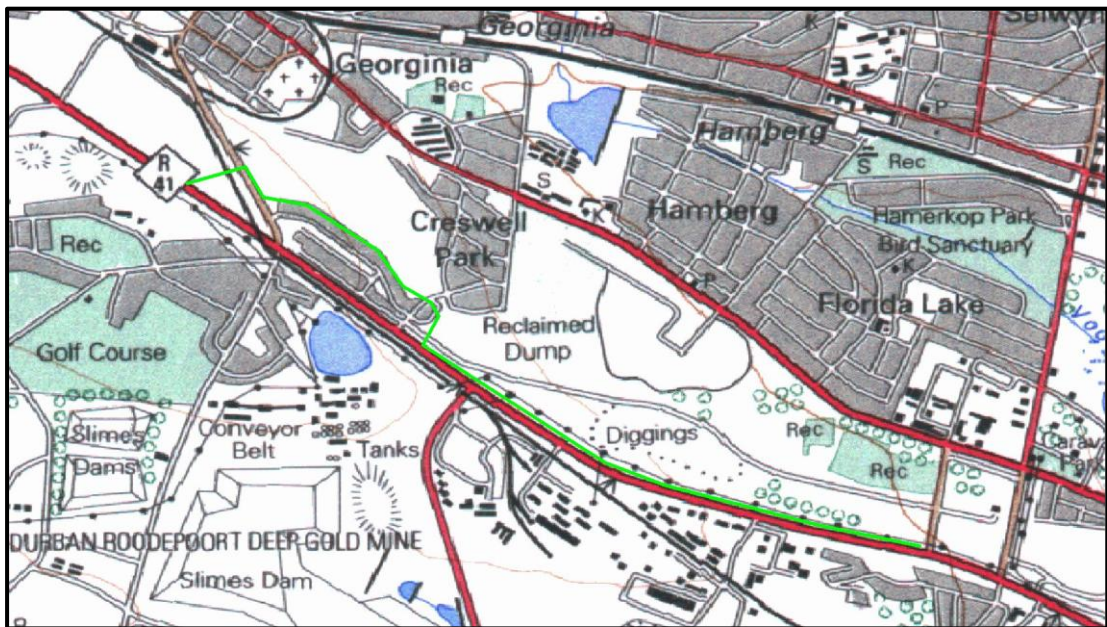 Georginia
Selwyn
K
Georginia
Rec
P
Hamberg
R
41
S
S
Rec
K
Hamberg
Hamerkop Park
Bird Sanctuary
Creswell
Park
K
Rec
P
Florida Lake
Reclaimed
Dump
Golf Course
Slimes
Dams
Conveyor
Belt
Tanks
Diggings
Rec
Rec
DURBAN ROODEPOORT DEEP GOLD MINE
Slimes Dam